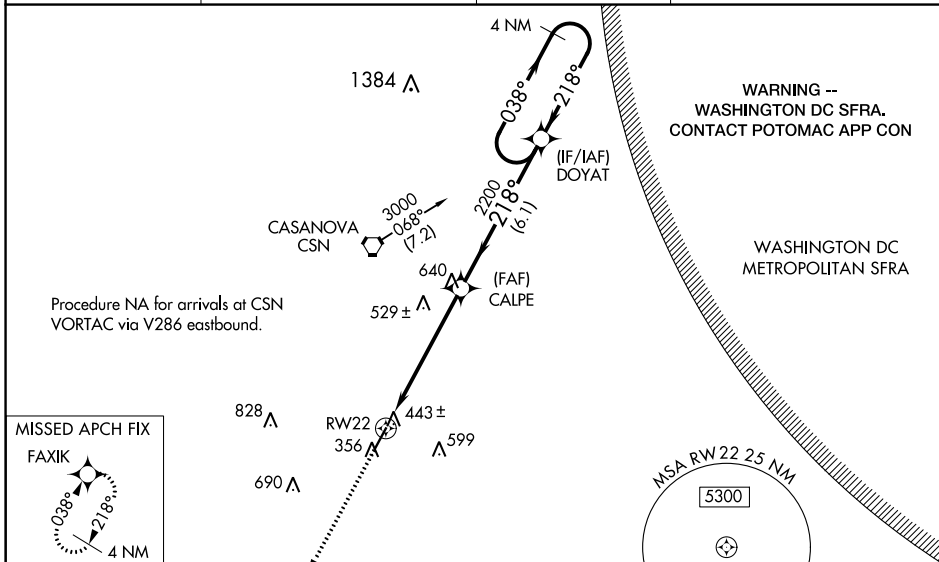 4 NM
1384
038°
218°
WARNING --
WASHINGTON DC SFRA.
CONTACT POTOMAC APP CON
(IF/IAF)
DOYAT
2200
218°
(6.1)
3000
068°
(7.2)
CASANOVA
CSN
WASHINGTON DC
METROPOLITAN SFRA
640
(FAF)
CALPE
529 ±
Procedure NA for arrivals at CSN
VORTAC via V286 eastbound.
828
RW22
443 ±
356
599
690
MISSED APCH FIX
FAXIK
038°
218°
4 NM
MSA RW 22 25 NM
5300